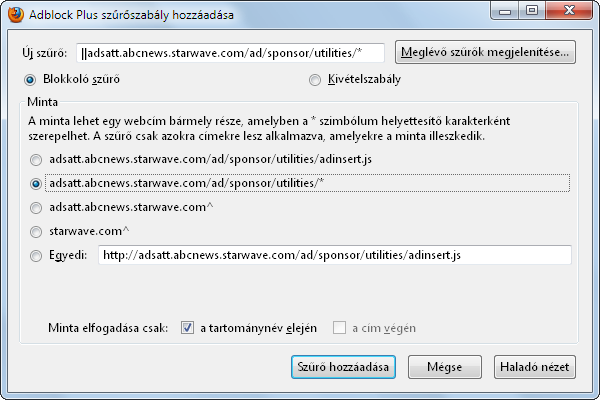 Adblock Plus szűrőszabály hozzáadása
Új szűrő: ||adsatt.abcnews.starwave.com/ad/sponsor/utilities/* Meglévő szűrők megjelenítése...
Blokkoló szűrő Kivételszabály
Minta
A minta lehet egy webcím bármely része, amelyben a * szimbólum helyettesítő karakterként
szerepelhet. A szűrő csak azokra címekre lesz alkalmazva, amelyekre a minta illeszkedik.
adsatt.abcnews.starwave.com/ad/sponsor/utilities/adinsert.js
adsatt.abcnews.starwave.com/ad/sponsor/utilities/*
adsatt.abcnews.starwave.com^
starwave.com^
Egyedi: http://adsatt.abcnews.starwave.com/ad/sponsor/utilities/adinsert.js
Minta elfogadása csak: a tartománynév elején a cím végén
Szűrő hozzáadása Mégse Haladó nézet